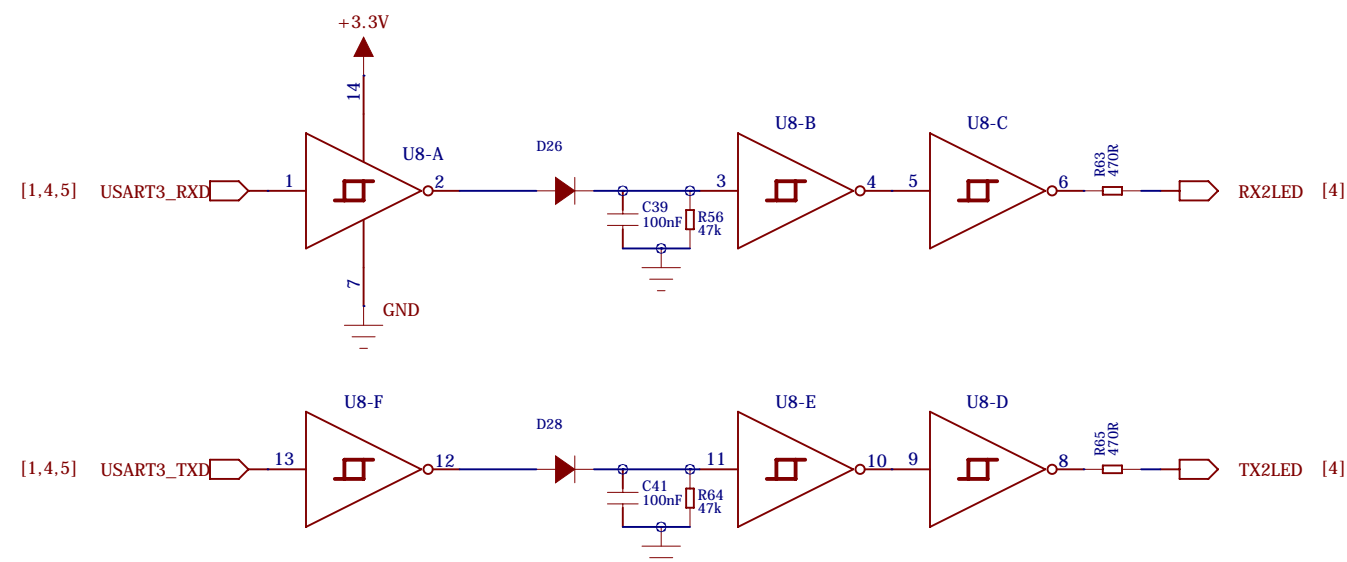 +3.3V
14
U8-A
D26
U8-B
U8-C
R63
470R
[1,4,5] USART3_RXD
1
2
3
4
5
6
RX2LED [4]
C39
100nF
R56
47k
7
GND
U8-F
D28
U8-E
U8-D
R65
470R
[1,4,5] USART3_TXD
13
12
11
10
9
8
TX2LED [4]
C41
100nF
R64
47k